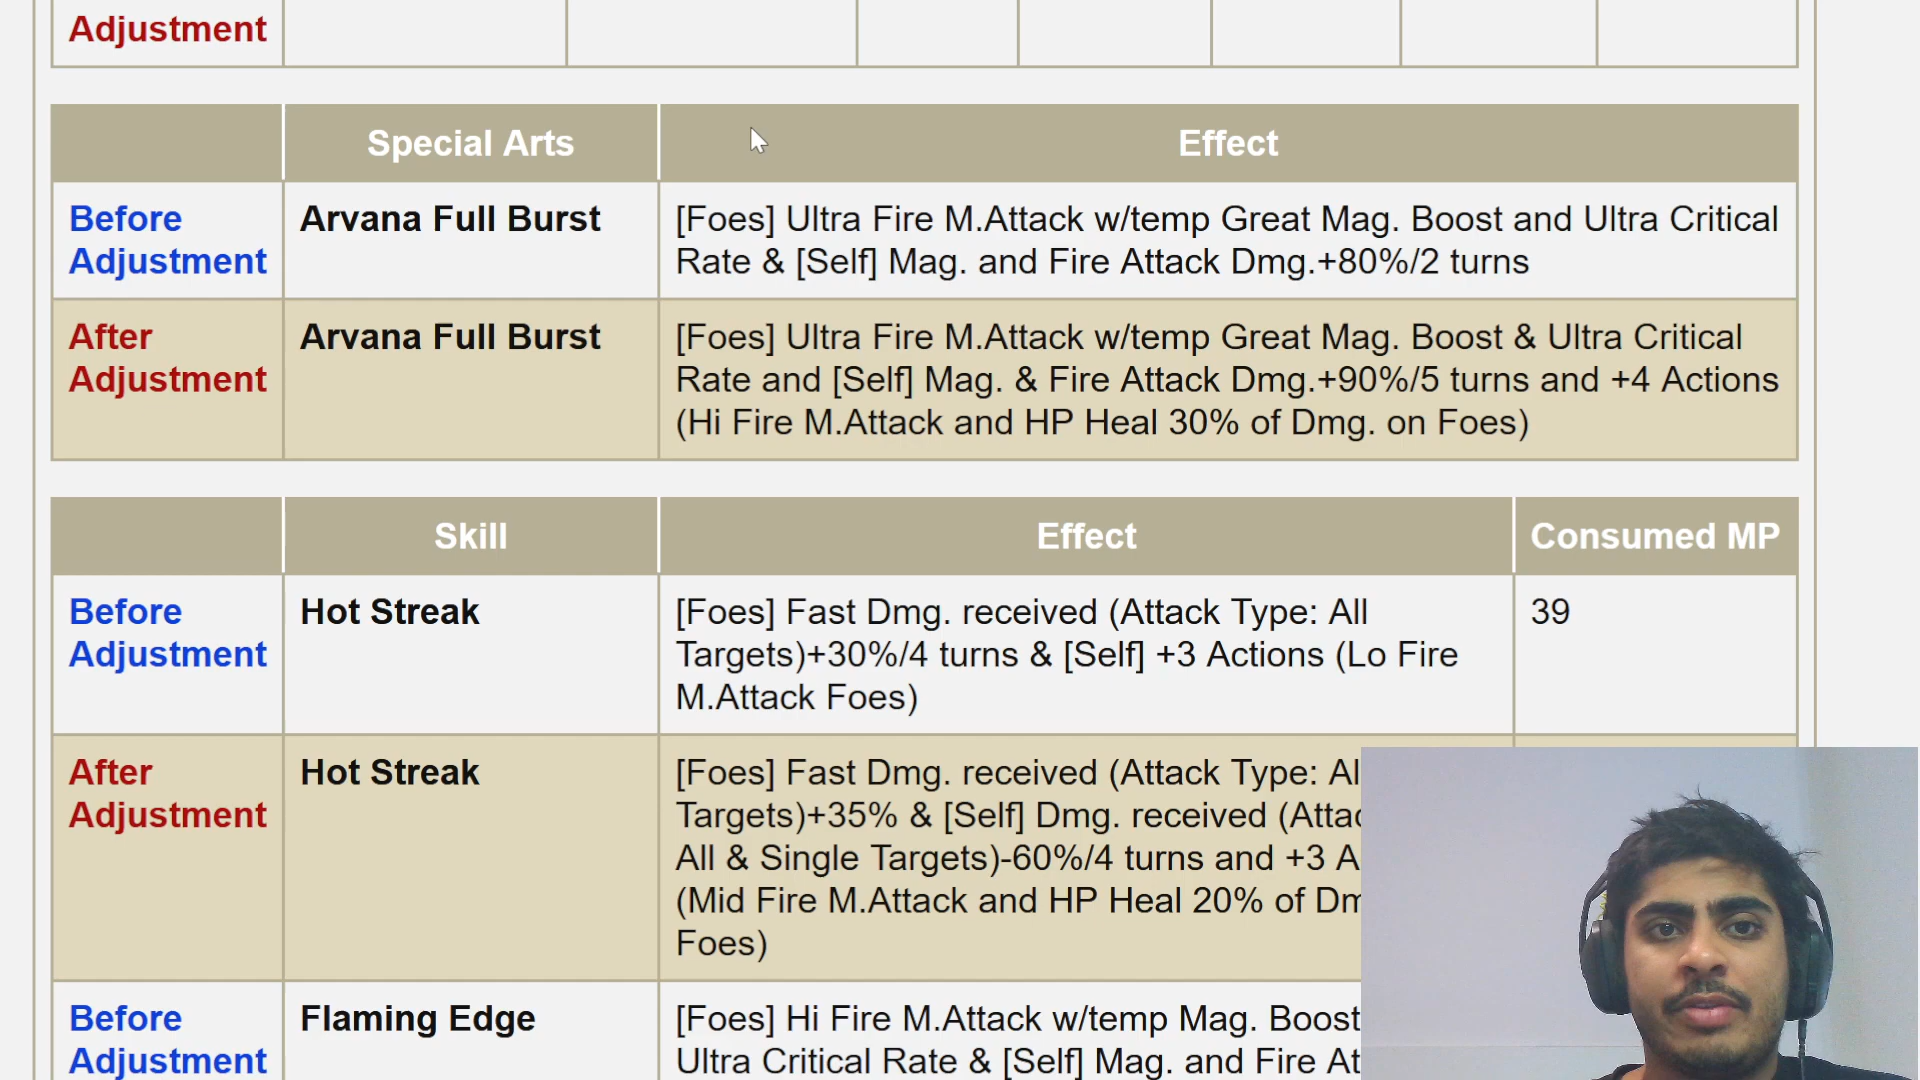 Adjustment
Special Arts
Effect
Before
Adjustment
Arvana Full Burst
[Foes] Ultra Fire M.Attack w/temp Great Mag. Boost and Ultra Critical
Rate & [Self] Mag. and Fire Attack Dmg.+80%/2 turns
After
Adjustment
Arvana Full Burst
[Foes] Ultra Fire M.Attack w/temp Great Mag. Boost & Ultra Critical
Rate and [Self] Mag. & Fire Attack Dmg.+90%/5 turns and +4 Actions
(Hi Fire M.Attack and HP Heal 30% of Dmg. on Foes)
Skill
Effect
Consumed MP
Before
Adjustment
Hot Streak
[Foes] Fast Dmg. received (Attack Type: All
Targets)+30%/4 turns & [Self] +3 Actions (Lo Fire
M.Attack Foes)
39
After
Adjustment
Hot Streak
[Foes] Fast Dmg. received (Attack Type:
Targets)+35% & [Self] Dmg. received
All & Single Targets)-60%/4 turns and +3
(Mid Fire M.Attack and HP Heal 20% of
Foes)
Before
Adjustment
Flaming Edge
[Foes] Hi Fire M.Attack w/temp Mag. Boost
Ultra Critical Rate & [Self] Mag. and Fire